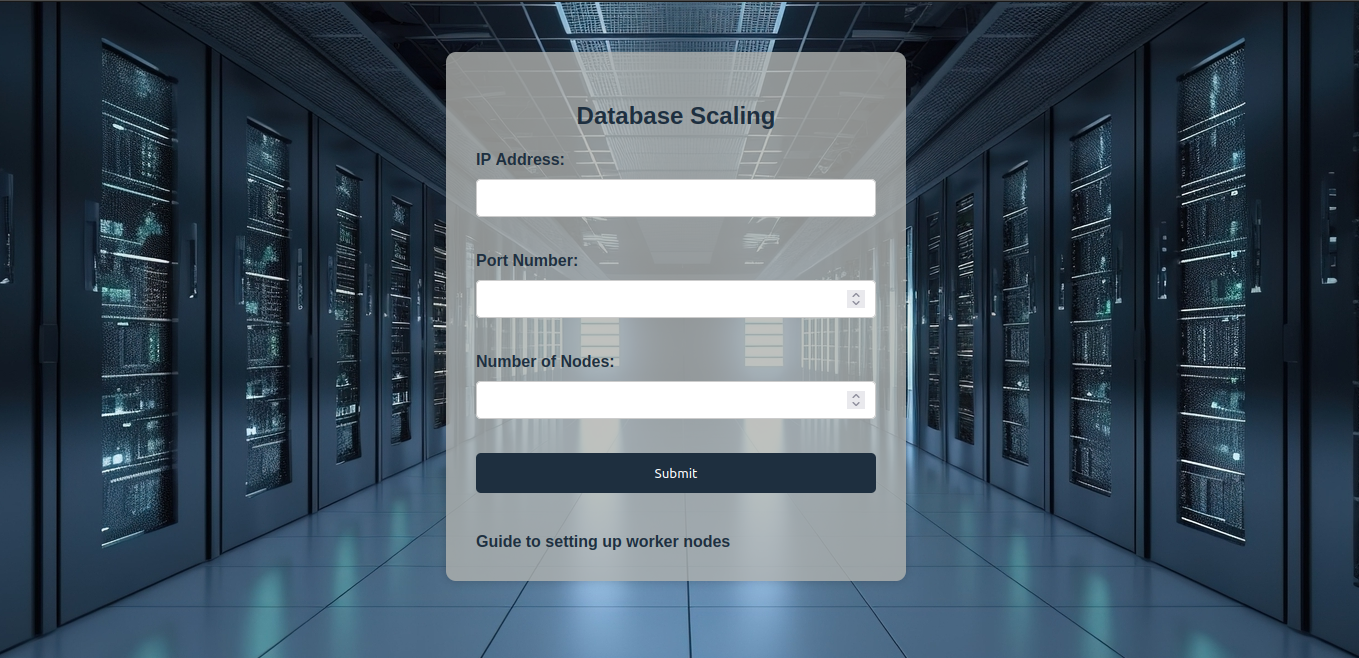 Database Scaling
IP Address:
Port Number:
Number of Nodes:
Submit
Guide to setting up worker nodes